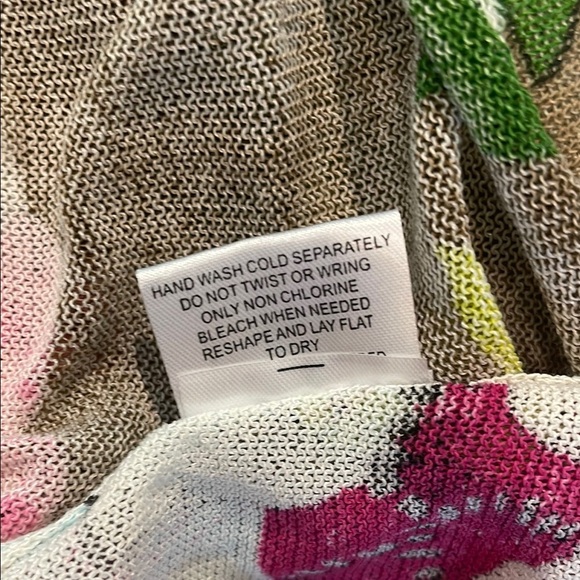 HAND WASH COLD SEPARATELY
DO NOT TWIST OR WRING
ONLY NON CHLORINE
BLEACH WHEN NEEDED
RESHAPE AND LAY FLAT
TO DRY